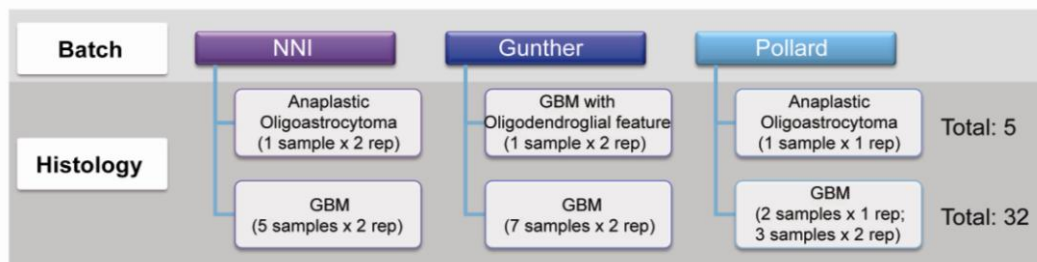 Batch
NNI
Gunther
Pollard
Histology
Anaplastic
Oligoastrocytoma
(1 sample x 2 rep)
GBM with
Oligodendroglial feature
(1 sample x 2 rep)
Anaplastic
Oligoastrocytoma
(1 sample x 1 rep)
Total: 5
GBM
(5 samples x 2 rep)
GBM
(7 samples x 2 rep)
GBM
(2 samples x 1 rep;
3 samples x 2 rep)
Total: 32